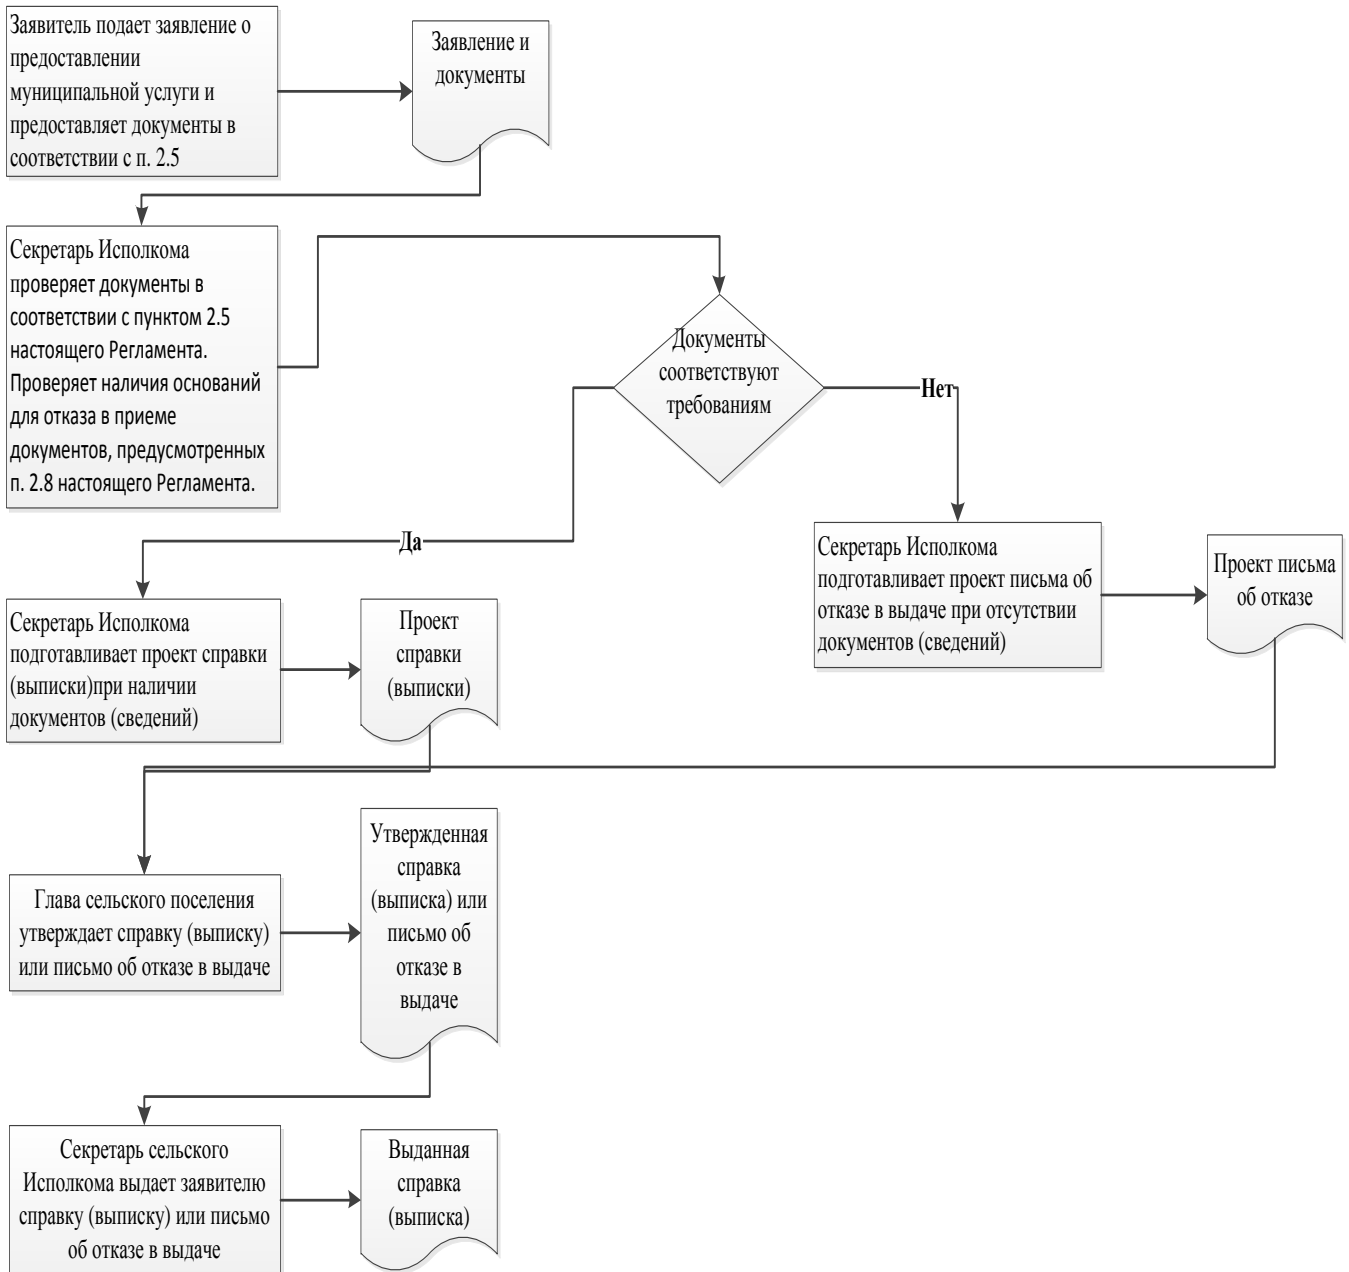 Заявитель подает заявление о
предоставлении
муниципальной услуги и
предоставляет документы в
соответствии с п. 2.5
Заявление и
документы
Секретарь Исполкома
проверяет документы в
соответствии с пунктом 2.5
настоящего Регламента.
Проверяет наличия оснований
для отказа в приеме
документов, предусмотренных
п. 2.8 настоящего Регламента.
Документы
соответствуют
требованиям
Нет
Да
Секретарь Исполкома
подготавливает проект письма об
отказе в выдаче при отсутствии
документов (сведений)
Проект письма
об отказе
Секретарь Исполкома
подготавливает проект справки
(выписки)при наличии
документов (сведений)
Проект
справки
(выписки)
Глава сельского поселения
утверждает справку (выписку)
или письмо об отказе в выдаче
Утвержденная
справка
(выписка) или
письмо об
отказе в
выдаче
Секретарь сельского
Исполкома выдает заявителю
справку (выписку) или письмо
об отказе в выдаче
Выданная
справка
(выписка)